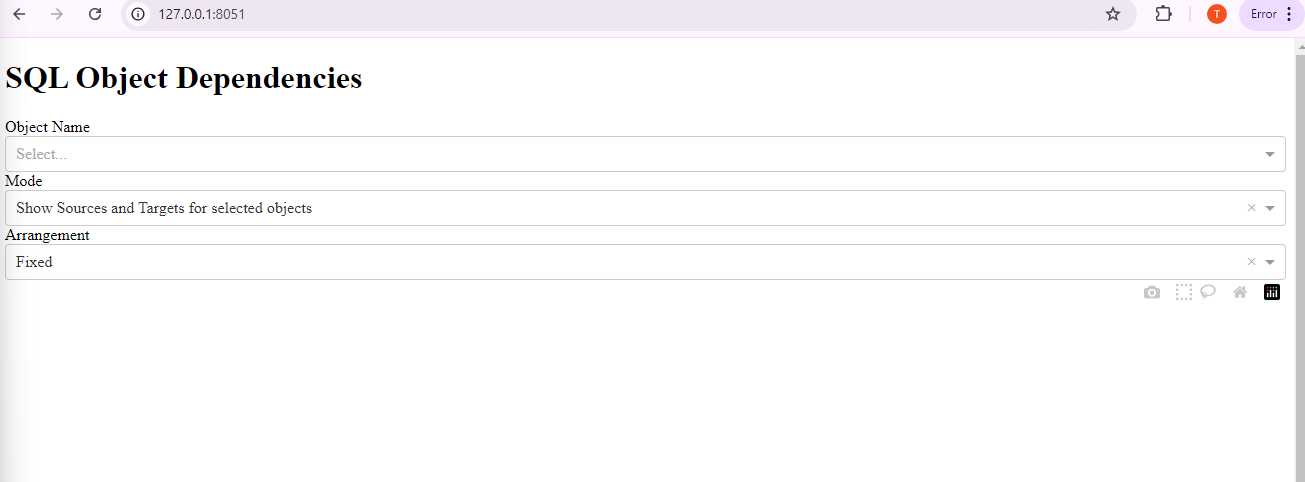 127.0.0.1:8051
T
Error
SQL Object Dependencies
Object Name
Select...
Mode
Show Sources and Targets for selected objects
Arrangement
Fixed